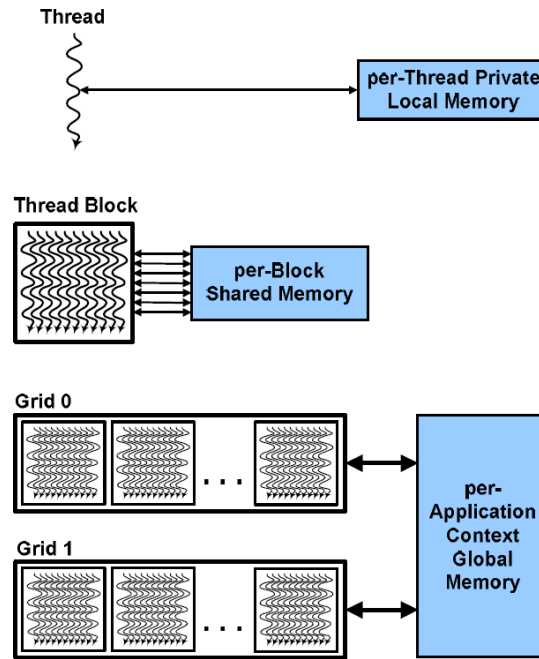 Thread
per-Thread Private
Local Memory
Thread Block
per-Block
Shared Memory
Grid 0
. . .
per-
Application
Context
Global
Memory
Grid 1
. . .